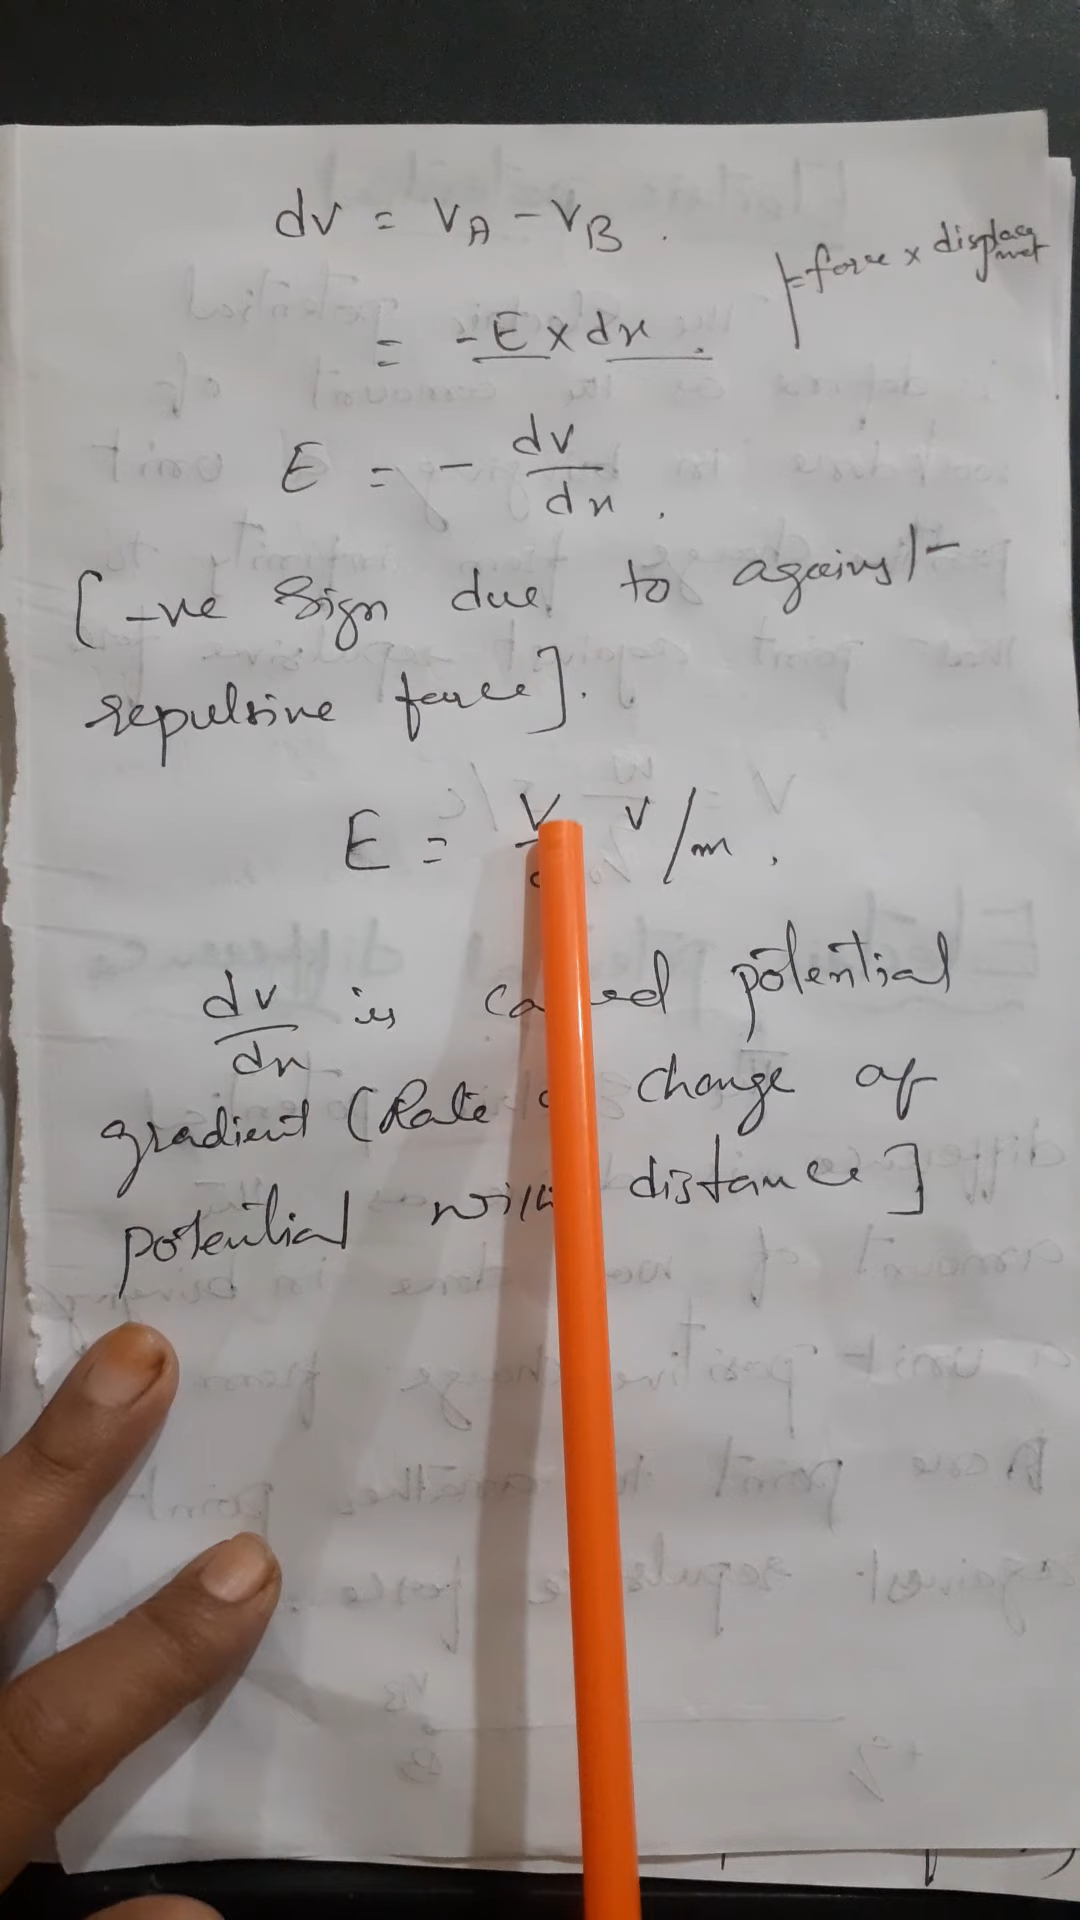 dv = VA - VB .
= force x displacement
= - E x dx .
E = - dv/dx .
[ -ve Sign due to against
repulsive force ].
E = V/ V/m .
dv/dx is called potential
gradient (Rate change of
potential with distance ]